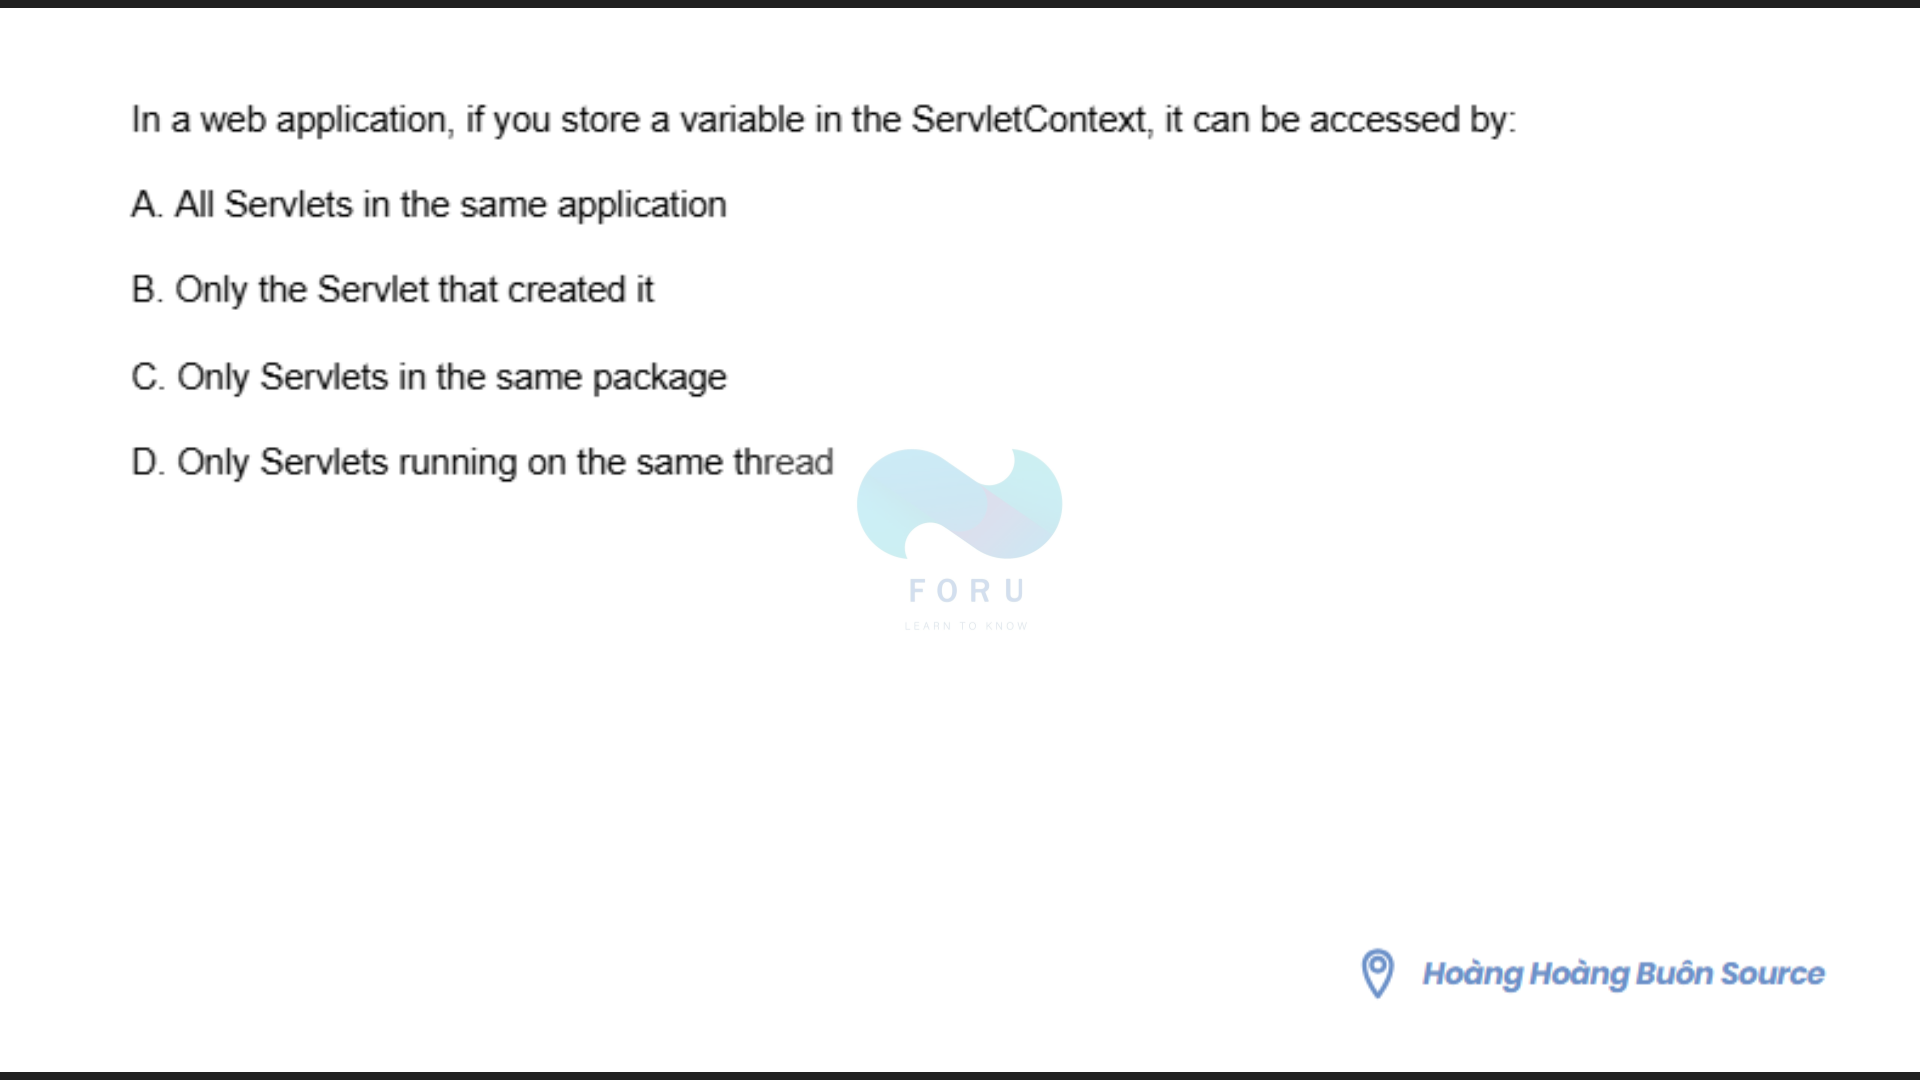 In a web application, if you store a variable in the ServletContext, it can be accessed by:
A. All Servlets in the same application
B. Only the Servlet that created it
C. Only Servlets in the same package
D. Only Servlets running on the same thread
FORU
LEARN TO KNOW
Hoàng Hoàng Buôn Source